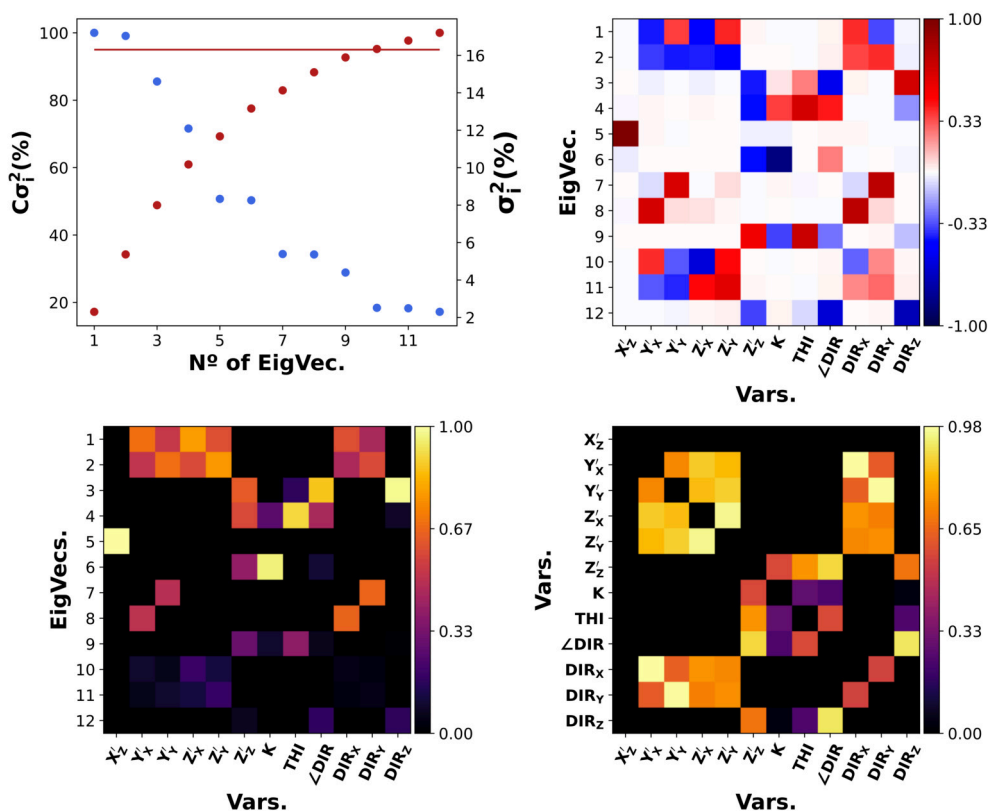 100
80
60
40
20
Cσᵢ²(%)
1 3 5 7 9 11
Nº of EigVec.
16
14
12
10
8
6
4
2
σᵢ²(%)
1
2
3
4
5
6
7
8
9
10
11
12
EigVec.
X′Z Y′X Y′Y Z′X Z′Y Z′Z K THI ∠DIR DIRX DIRY DIRZ
Vars.
1.00
0.33
-0.33
-1.00
1
2
3
4
5
6
7
8
9
10
11
12
EigVecs.
X′Z Y′X Y′Y Z′X Z′Y Z′Z K THI ∠DIR DIRX DIRY DIRZ
Vars.
1.00
0.67
0.33
0.00
X′Z
Y′X
Y′Y
Z′X
Z′Y
Z′Z
K
THI
∠DIR
DIRX
DIRY
DIRZ
Vars.
X′Z Y′X Y′Y Z′X Z′Y Z′Z K THI ∠DIR DIRX DIRY DIRZ
Vars.
0.98
0.65
0.33
0.00